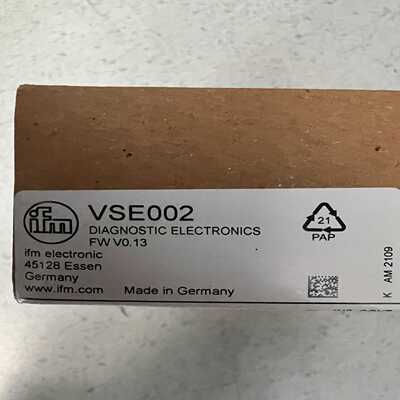 ifm
VSE002
DIAGNOSTIC ELECTRONICS
FW V0.13
ifm electronic
45128 Essen
Germany
www.ifm.com Made in Germany
21
PAP
K AM 2109